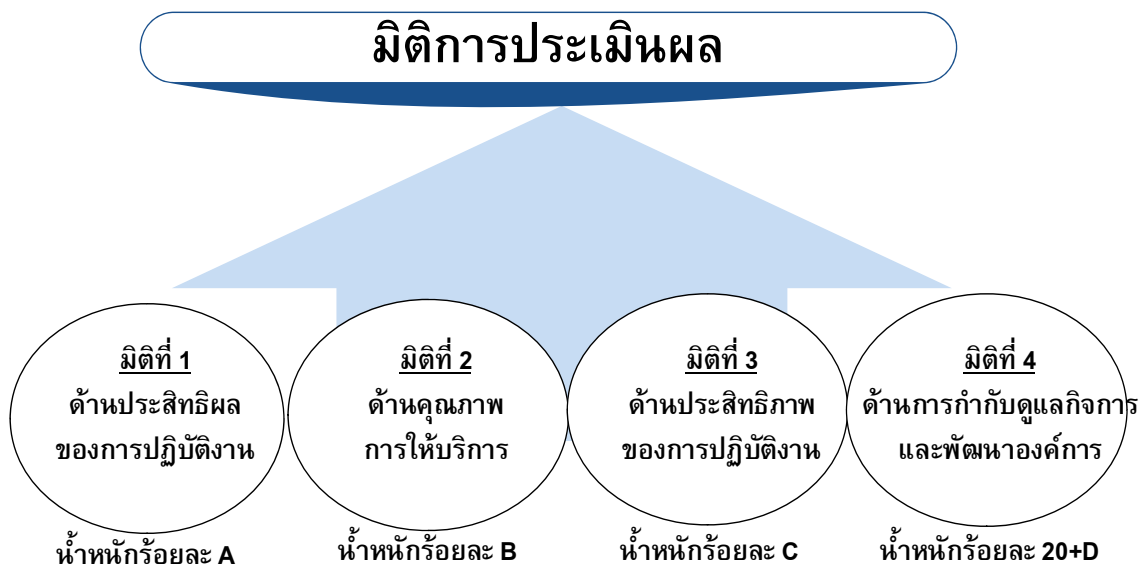 มิติการประเมินผล
มิติที่ 1
ด้านประสิทธิผล
ของการปฏิบัติงาน
น้ำหนักร้อยละ A
มิติที่ 2
ด้านคุณภาพ
การให้บริการ
น้ำหนักร้อยละ B
มิติที่ 3
ด้านประสิทธิภาพ
ของการปฏิบัติงาน
น้ำหนักร้อยละ C
มิติที่ 4
ด้านการกำกับดูแลกิจการ
และพัฒนาองค์การ
น้ำหนักร้อยละ 20+D